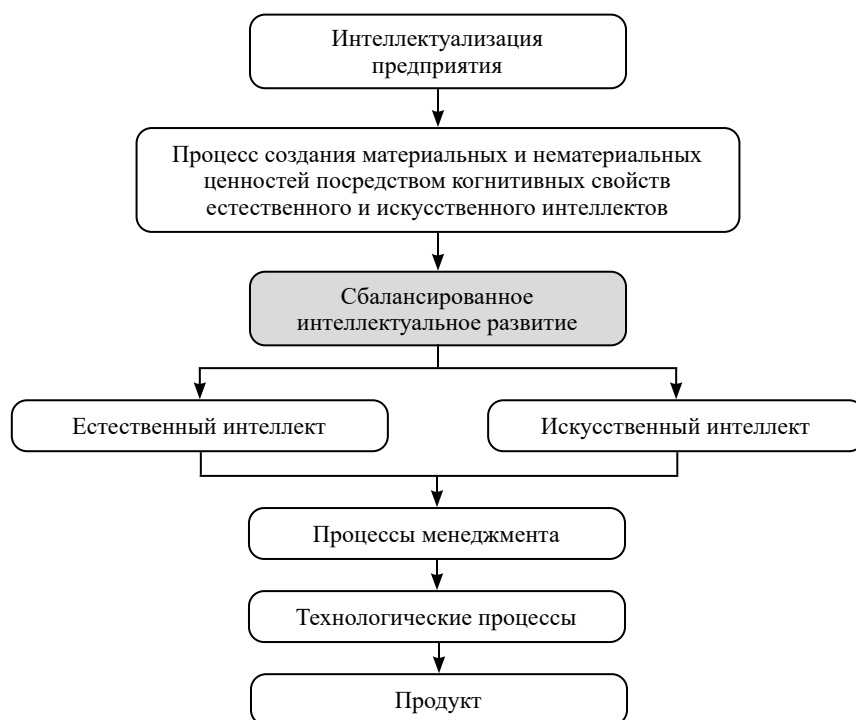 Интеллектуализация
предприятия
Процесс создания материальных и нематериальных
ценностей посредством когнитивных свойств
естественного и искусственного интеллектов
Сбалансированное
интеллектуальное развитие
Естественный интеллект
Искусственный интеллект
Процессы менеджмента
Технологические процессы
Продукт